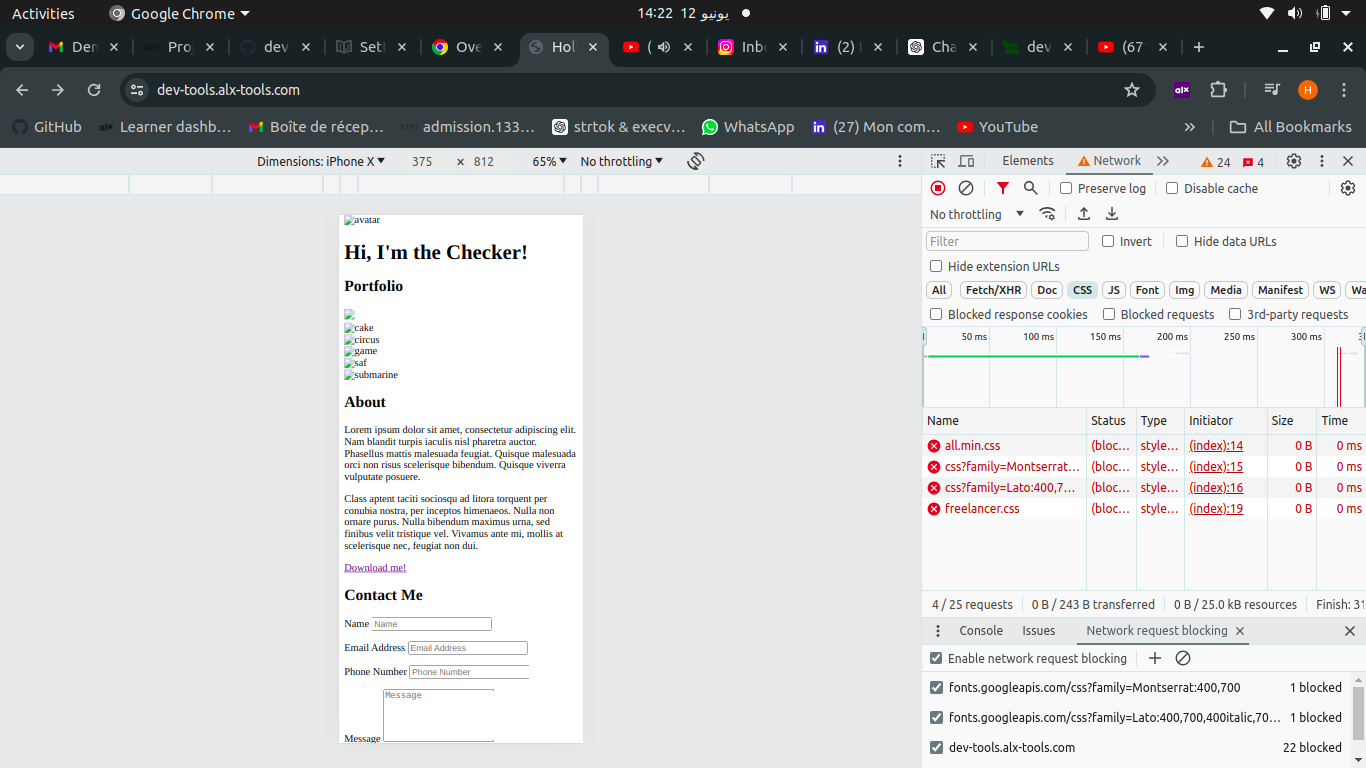 Activities Google Chrome 14:22 12 يونيو
Den Proj dev Setl Ove Holl ( Inb (2) Cha dev (67
dev-tools.alx-tools.com alx H
GitHub alx Learner dashb… Boîte de récep… admission.133… strtok & execv… WhatsApp (27) Mon com… YouTube » All Bookmarks
Dimensions: iPhone X 375 × 812 65% No throttling
Elements Network » 24 4
Preserve log Disable cache
No throttling
Filter Invert Hide data URLs
Hide extension URLs
All Fetch/XHR Doc CSS JS Font Img Media Manifest WS Wa
Blocked response cookies Blocked requests 3rd-party requests
50 ms 100 ms 150 ms 200 ms 250 ms 300 ms
Name Status Type Initiator Size Time
all.min.css (bloc… style… (index):14 0 B 0 ms
css?family=Montserrat… (bloc… style… (index):15 0 B 0 ms
css?family=Lato:400,7… (bloc… style… (index):16 0 B 0 ms
freelancer.css (bloc… style… (index):19 0 B 0 ms
4 / 25 requests 0 B / 243 B transferred 0 B / 25.0 kB resources Finish: 31
Console Issues Network request blocking
Enable network request blocking
fonts.googleapis.com/css?family=Montserrat:400,700 1 blocked
fonts.googleapis.com/css?family=Lato:400,700,400italic,70… 1 blocked
dev-tools.alx-tools.com 22 blocked
avatar
Hi, I'm the Checker!
Portfolio
cake
circus
game
saf
submarine
About
Lorem ipsum dolor sit amet, consectetur adipiscing elit.
Nam blandit turpis iaculis nisl pharetra auctor.
Phasellus mattis malesuada feugiat. Quisque malesuada
orci non risus scelerisque bibendum. Quisque viverra
vulputate posuere.
Class aptent taciti sociosqu ad litora torquent per
conubia nostra, per inceptos himenaeos. Nulla non
ornare purus. Nulla bibendum maximus urna, sed
finibus velit tristique vel. Vivamus ante mi, mollis at
scelerisque nec, feugiat non dui.
Download me!
Contact Me
Name Name
Email Address Email Address
Phone Number Phone Number
Message Message